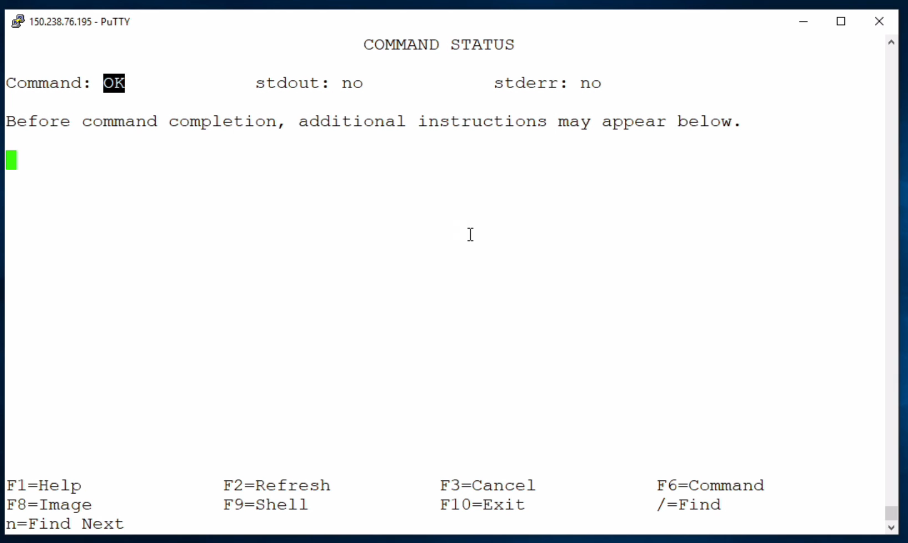 150.238.76.195 - PuTTY
COMMAND STATUS
Command: OK stdout: no stderr: no
Before command completion, additional instructions may appear below.
F1=Help F2=Refresh F3=Cancel F6=Command
F8=Image F9=Shell F10=Exit /=Find
n=Find Next